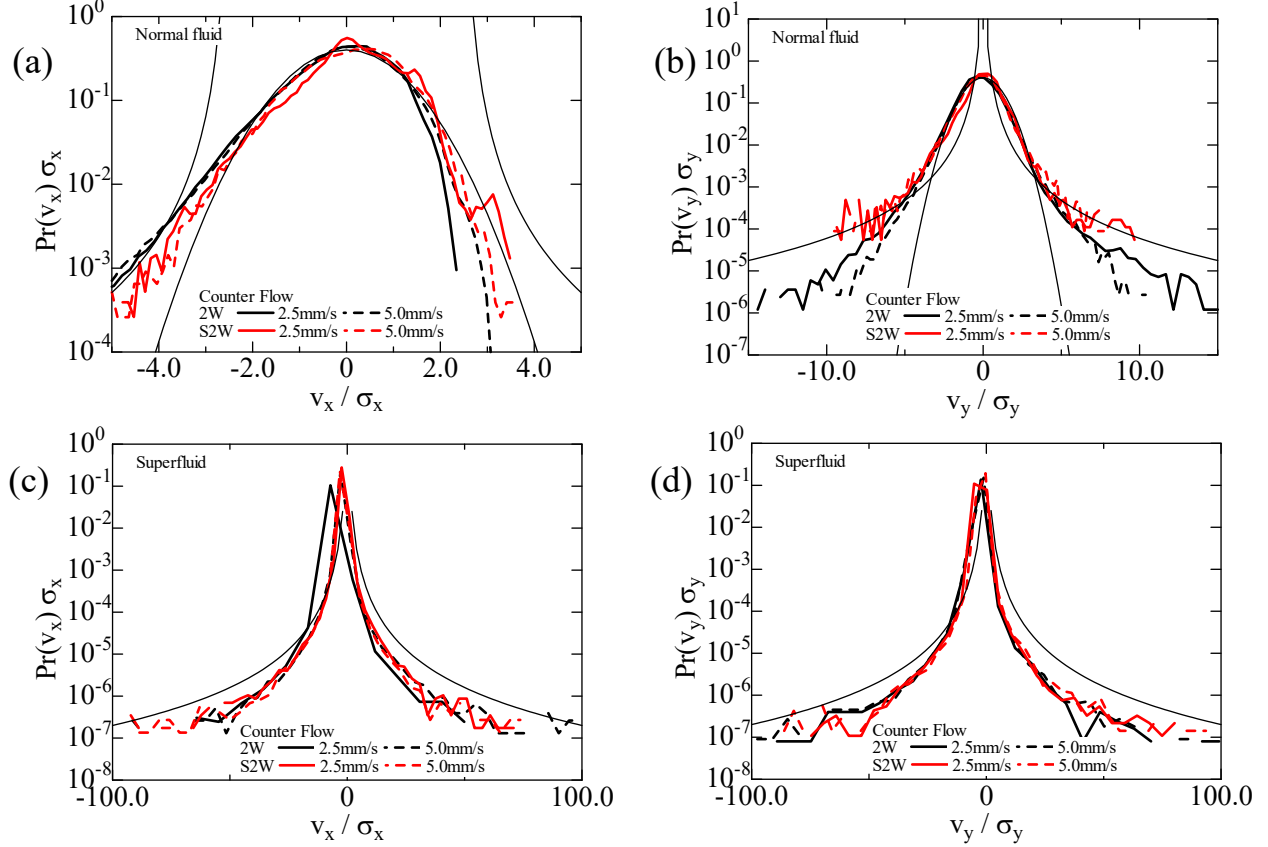 (a)
Normal fluid
Pr(v_x) σ_x
10^0
10^-1
10^-2
10^-3
10^-4
Counter Flow
2W 2.5mm/s 5.0mm/s
S2W 2.5mm/s 5.0mm/s
-4.0 -2.0 0 2.0 4.0
v_x / σ_x
(b)
Normal fluid
Pr(v_y) σ_y
10^1
10^0
10^-1
10^-2
10^-3
10^-4
10^-5
10^-6
10^-7
Counter Flow
2W 2.5mm/s 5.0mm/s
S2W 2.5mm/s 5.0mm/s
-10.0 0 10.0
v_y / σ_y
(c)
Superfluid
Pr(v_x) σ_x
10^0
10^-1
10^-2
10^-3
10^-4
10^-5
10^-6
10^-7
10^-8
Counter Flow
2W 2.5mm/s 5.0mm/s
S2W 2.5mm/s 5.0mm/s
-100.0 0 100.0
v_x / σ_x
(d)
Superfluid
Pr(v_y) σ_y
10^0
10^-1
10^-2
10^-3
10^-4
10^-5
10^-6
10^-7
10^-8
Counter Flow
2W 2.5mm/s 5.0mm/s
S2W 2.5mm/s 5.0mm/s
-100.0 0 100.0
v_y / σ_y